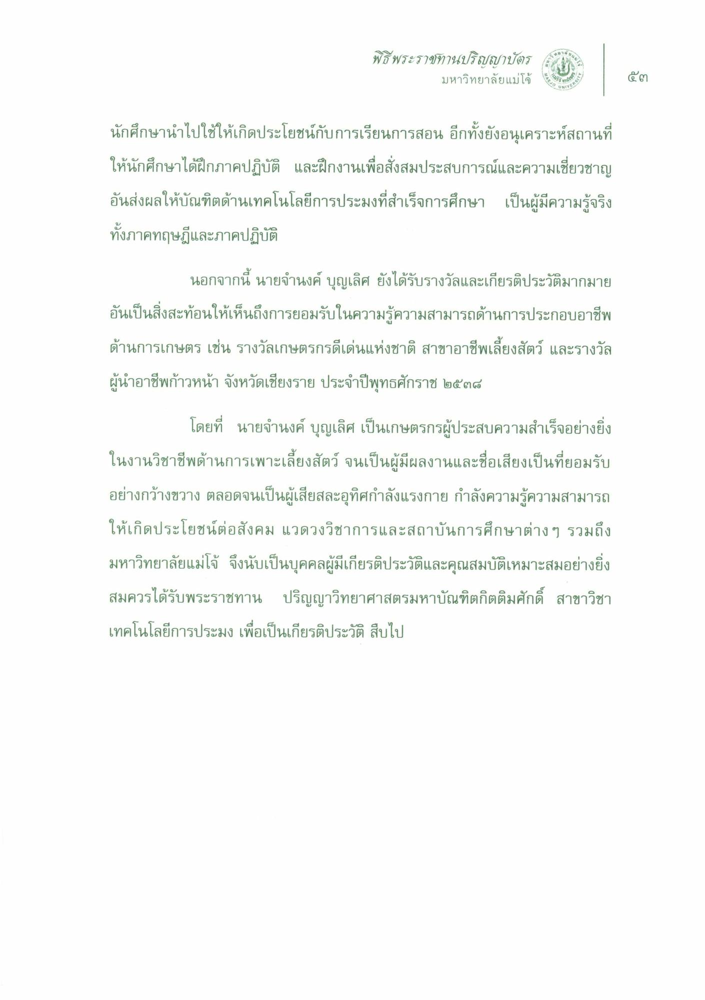 พิธีพระราชทานปริญญาบัตร
มหาวิทยาลัยแม่โจ้
มหาวิทยาลัยแม่โจ้
แม่โจ้ ๒๔๗๗
MAEJO UNIVERSITY
๕๓
นักศึกษานำไปใช้ให้เกิดประโยชน์กับการเรียนการสอน อีกทั้งยังอนุเคราะห์สถานที่
ให้นักศึกษาได้ฝึกภาคปฏิบัติ และฝึกงานเพื่อสั่งสมประสบการณ์และความเชี่ยวชาญ
อันส่งผลให้บัณฑิตด้านเทคโนโลยีการประมงที่สำเร็จการศึกษา เป็นผู้มีความรู้จริง
ทั้งภาคทฤษฎีและภาคปฏิบัติ
นอกจากนี้ นายจำนงค์ บุญเลิศ ยังได้รับรางวัลและเกียรติประวัติมากมาย
อันเป็นสิ่งสะท้อนให้เห็นถึงการยอมรับในความรู้ความสามารถด้านการประกอบอาชีพ
ด้านการเกษตร เช่น รางวัลเกษตรกรดีเด่นแห่งชาติ สาขาอาชีพเลี้ยงสัตว์ และรางวัล
ผู้นำอาชีพก้าวหน้า จังหวัดเชียงราย ประจำปีพุทธศักราช ๒๕๓๘
โดยที่ นายจำนงค์ บุญเลิศ เป็นเกษตรกรผู้ประสบความสำเร็จอย่างยิ่ง
ในงานวิชาชีพด้านการเพาะเลี้ยงสัตว์ จนเป็นผู้มีผลงานและชื่อเสียงเป็นที่ยอมรับ
อย่างกว้างขวาง ตลอดจนเป็นผู้เสียสละอุทิศกำลังแรงกาย กำลังความรู้ความสามารถ
ให้เกิดประโยชน์ต่อสังคม แวดวงวิชาการและสถาบันการศึกษาต่างๆ รวมถึง
มหาวิทยาลัยแม่โจ้ จึงนับเป็นบุคคลผู้มีเกียรติประวัติและคุณสมบัติเหมาะสมอย่างยิ่ง
สมควรได้รับพระราชทาน ปริญญาวิทยาศาสตรมหาบัณฑิตกิตติมศักดิ์ สาขาวิชา
เทคโนโลยีการประมง เพื่อเป็นเกียรติประวัติ สืบไป